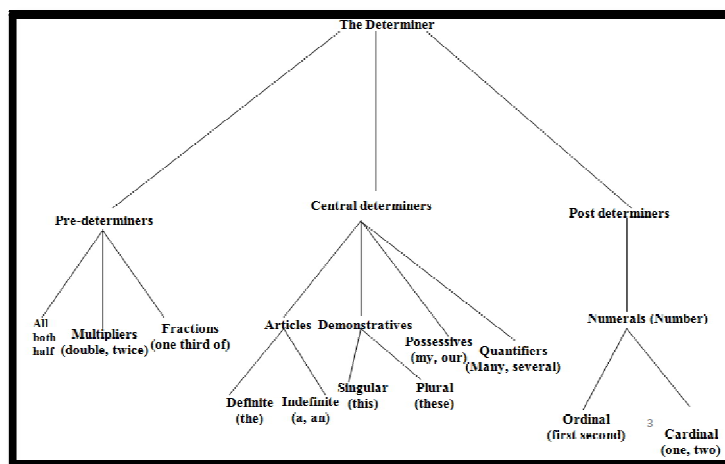 The Determiner
Pre-determiners
Central determiners
Post determiners
All
both
half
Multipliers
(double, twice)
Fractions
(one third of)
Articles
Demonstratives
Possessives
(my, our)
Quantifiers
(Many, several)
Numerals (Number)
Definite
(the)
Indefinite
(a, an)
Singular
(this)
Plural
(these)
Ordinal
(first second)
3
Cardinal
(one, two)